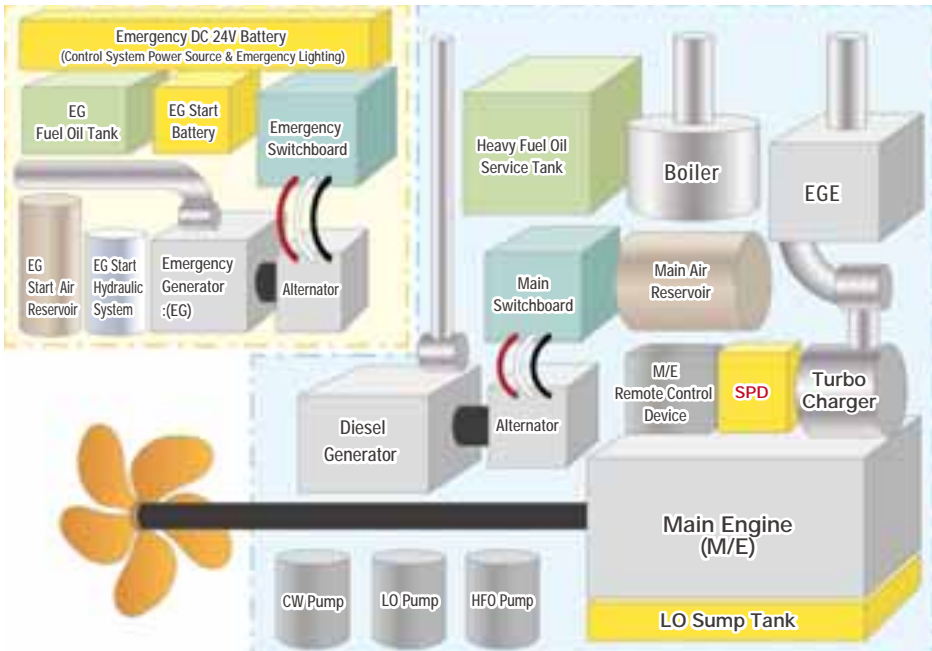 Emergency DC 24V Battery
(Control System Power Source & Emergency Lighting)
EG
Fuel Oil Tank
EG Start
Battery
Emergency
Switchboard
EG
Start Air
Reservoir
EG Start
Hydraulic
System
Emergency
Generator
:(EG)
Alternator
Heavy Fuel Oil
Service Tank
Boiler
EGE
Main
Switchboard
Main Air
Reservoir
M/E
Remote Control
Device
SPD
Turbo
Charger
Diesel
Generator
Alternator
Main Engine
(M/E)
CW Pump
LO Pump
HFO Pump
LO Sump Tank